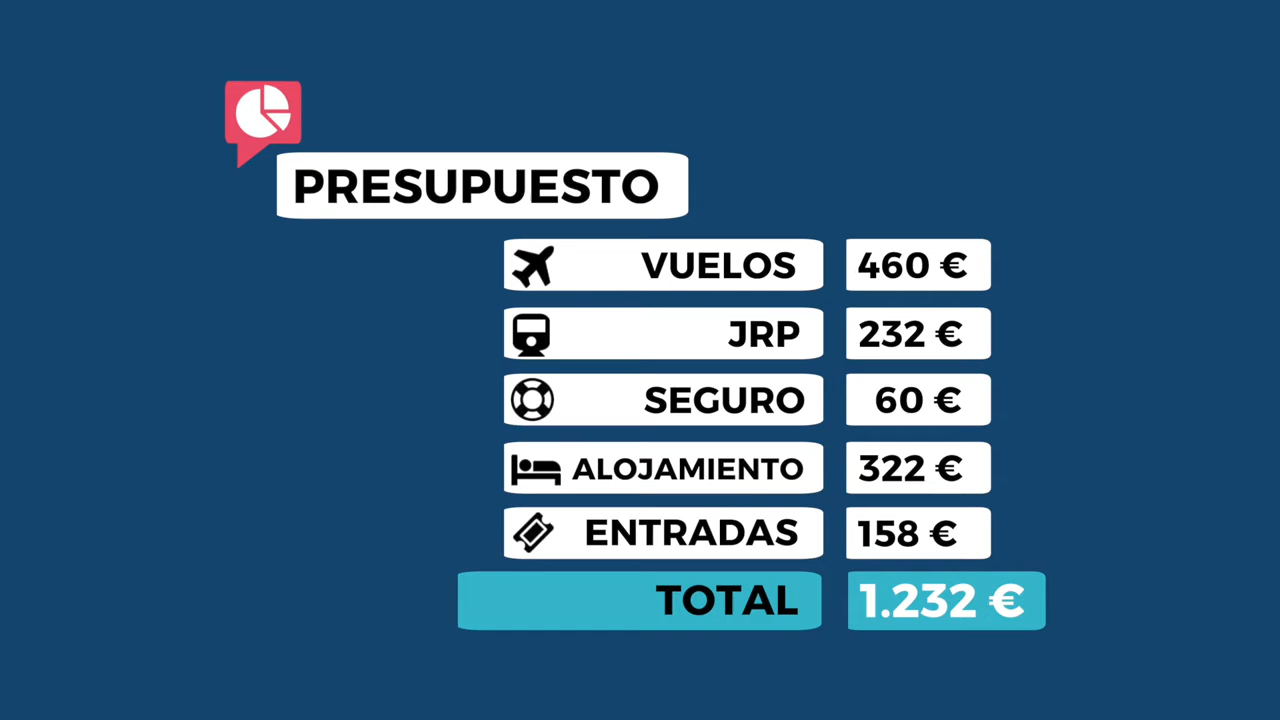 PRESUPUESTO
VUELOS 460 €
JRP 232 €
SEGURO 60 €
ALOJAMIENTO 322 €
ENTRADAS 158 €
TOTAL 1.232 €